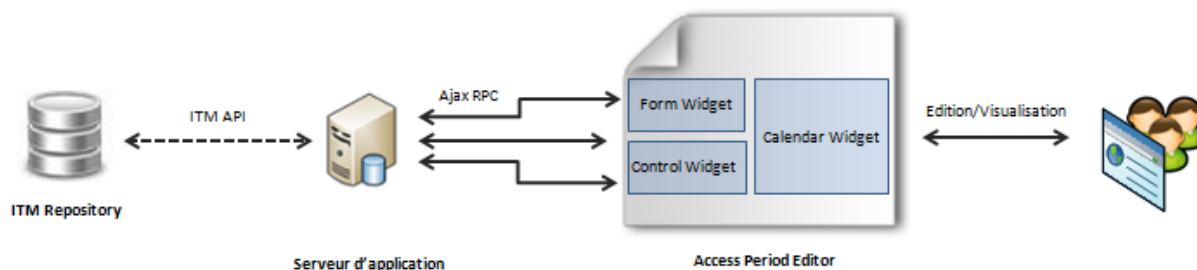 ITM API
Ajax RPC
Form Widget
Control Widget
Calendar Widget
Edition/Visualisation
ITM Repository
Serveur d'application
Access Period Editor